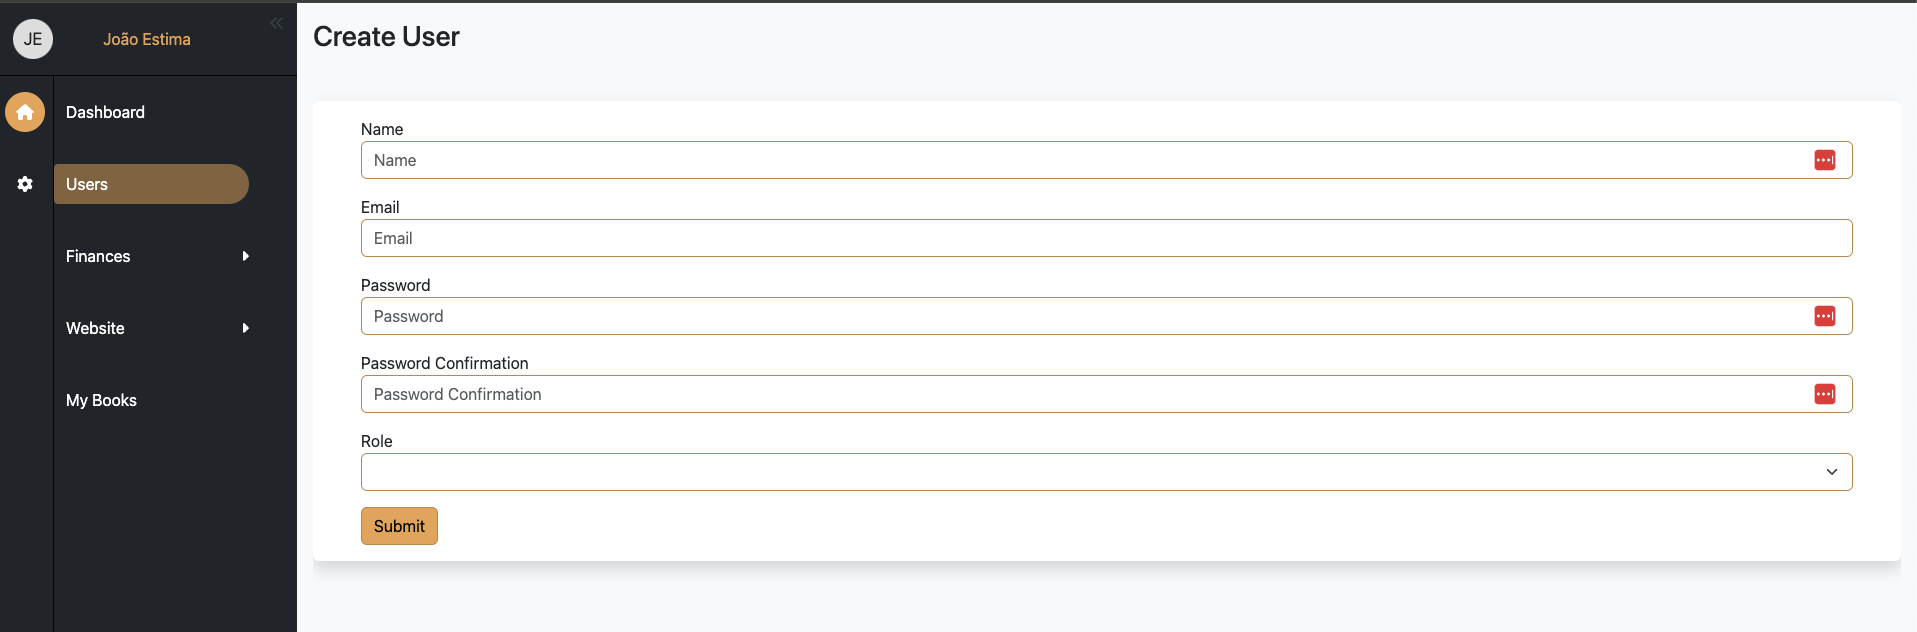 JE
João Estima
Dashboard
Users
Finances
Website
My Books
Create User
Name
Name
Email
Email
Password
Password
Password Confirmation
Password Confirmation
Role
Submit